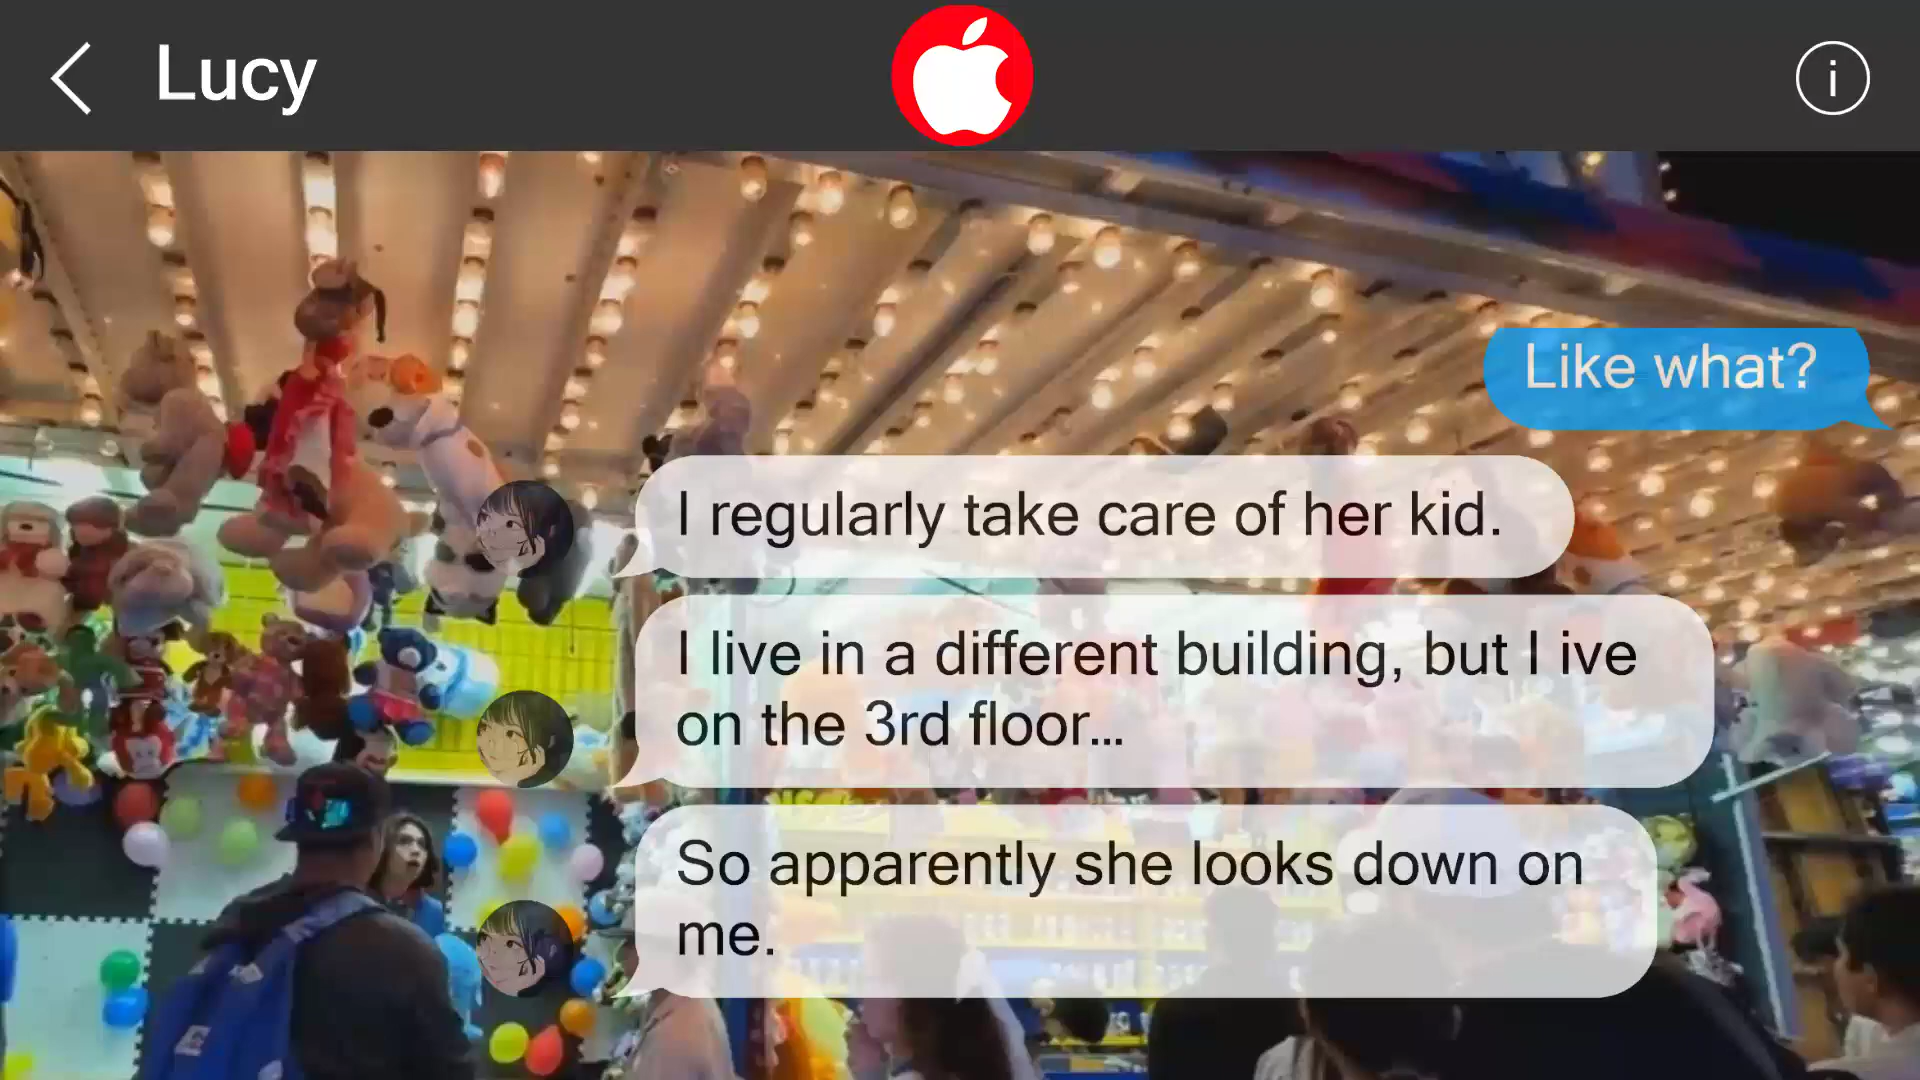 Lucy
Like what?
I regularly take care of her kid.
I live in a different building, but I ive
on the 3rd floor...
So apparently she looks down on
me.